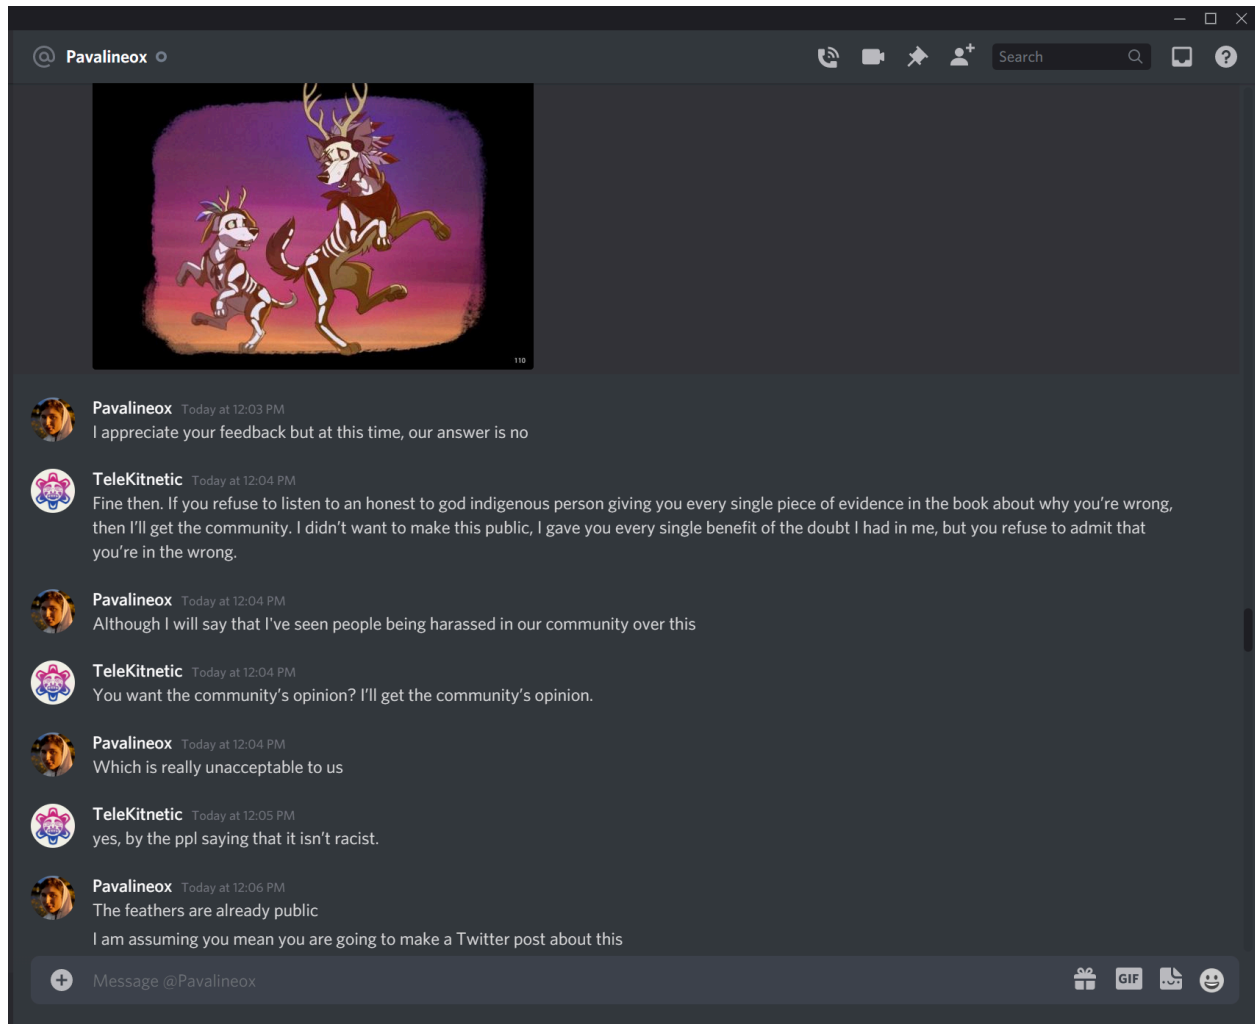 Pavalineox
Search
GIF
110
Pavalineox Today at 12:03 PM
I appreciate your feedback but at this time, our answer is no
TeleKitnetic Today at 12:04 PM
Fine then. If you refuse to listen to an honest to god indigenous person giving you every single piece of evidence in the book about why you're wrong,
then I'll get the community. I didn't want to make this public, I gave you every single benefit of the doubt I had in me, but you refuse to admit that
you're in the wrong.
Pavalineox Today at 12:04 PM
Although I will say that I've seen people being harassed in our community over this
TeleKitnetic Today at 12:04 PM
You want the community's opinion? I'll get the community's opinion.
Pavalineox Today at 12:04 PM
Which is really unacceptable to us
TeleKitnetic Today at 12:05 PM
yes, by the ppl saying that it isn't racist.
Pavalineox Today at 12:06 PM
The feathers are already public
I am assuming you mean you are going to make a Twitter post about this
Message @Pavalineox